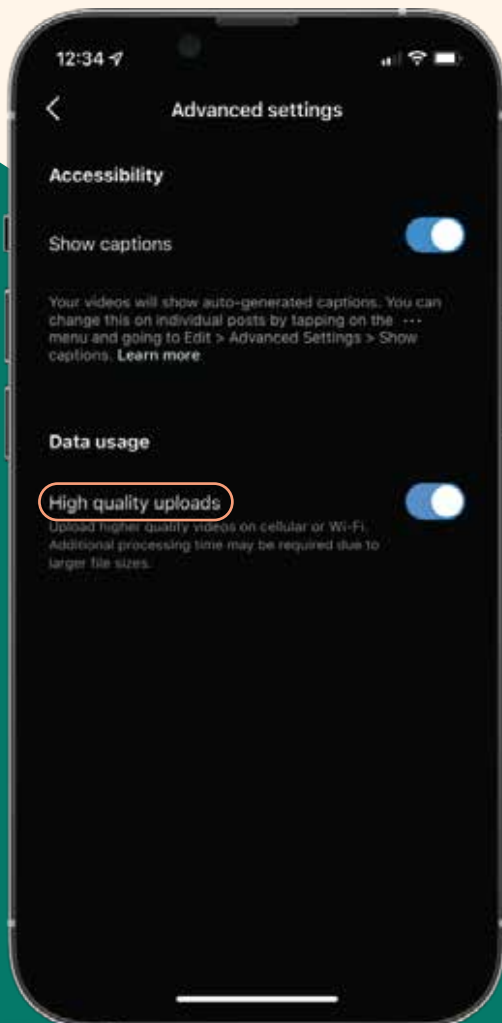 12:34
Advanced settings
Accessibility
Show captions
Your videos will show auto-generated captions. You can
change this on individual posts by tapping on the ···
menu and going to Edit > Advanced Settings > Show
captions. Learn more
Data usage
High quality uploads
Upload higher quality videos on cellular or Wi-Fi.
Additional processing time may be required due to
larger file sizes.